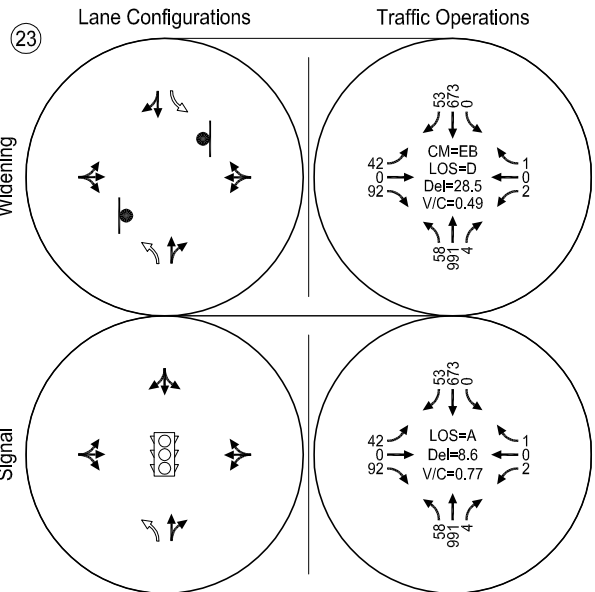 Lane Configurations
Traffic Operations
23
Widening
53 673 0
42
0
92
CM=EB
LOS=D
Del=28.5
V/C=0.49
1
0
2
58 991 4
Signal
53 673 0
42
0
92
LOS=A
Del=8.6
V/C=0.77
1
0
2
58 991 4